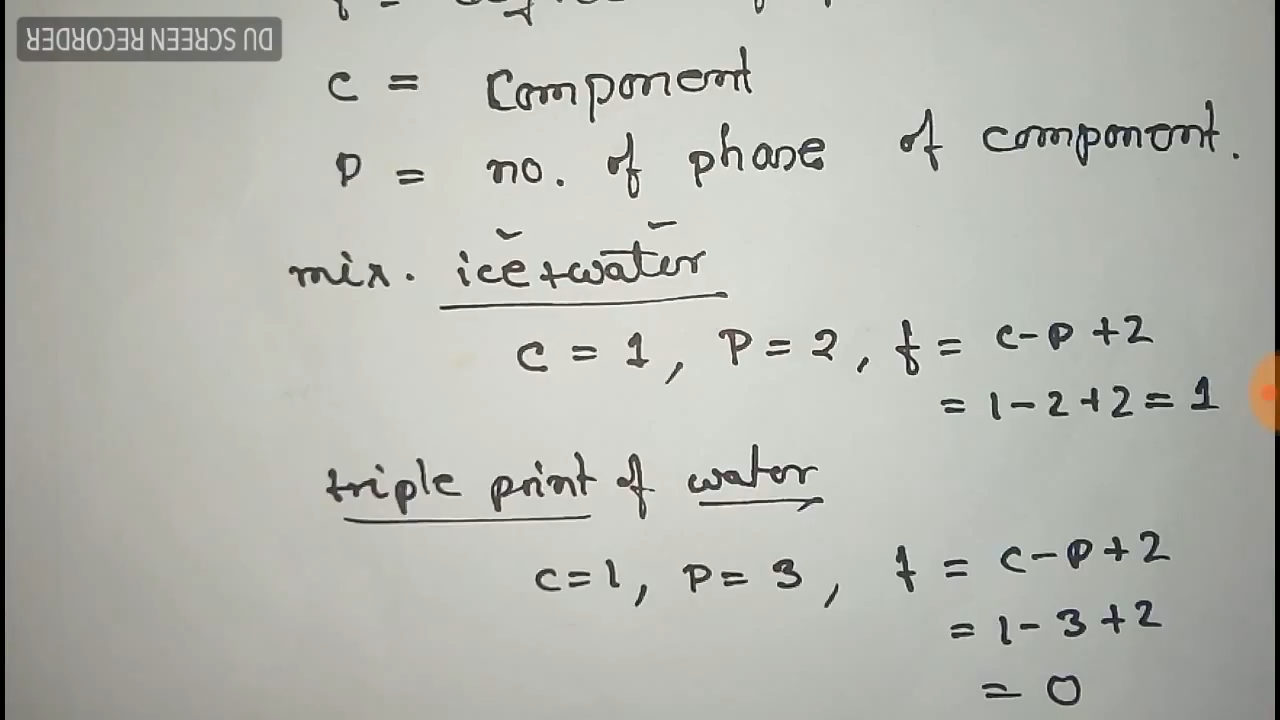 DU SCREEN RECORDER
c = Component
P = no. of phase of component.
mix. ice+water
c = 1, P = 2, f = c-p+2
= 1-2+2 = 1
triple print of water
c=1, p= 3, f = c-p+2
= 1-3+2
= 0